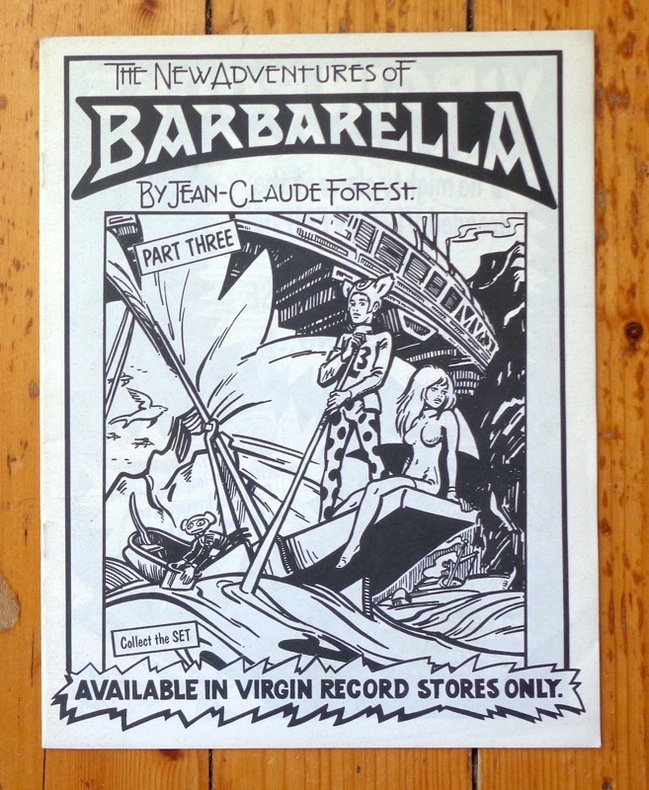 THE NEW ADVENTURES OF
BARBARELLA
BY JEAN-CLAUDE FOREST.
PART THREE
3
Collect the SET
AVAILABLE IN VIRGIN RECORD STORES ONLY.